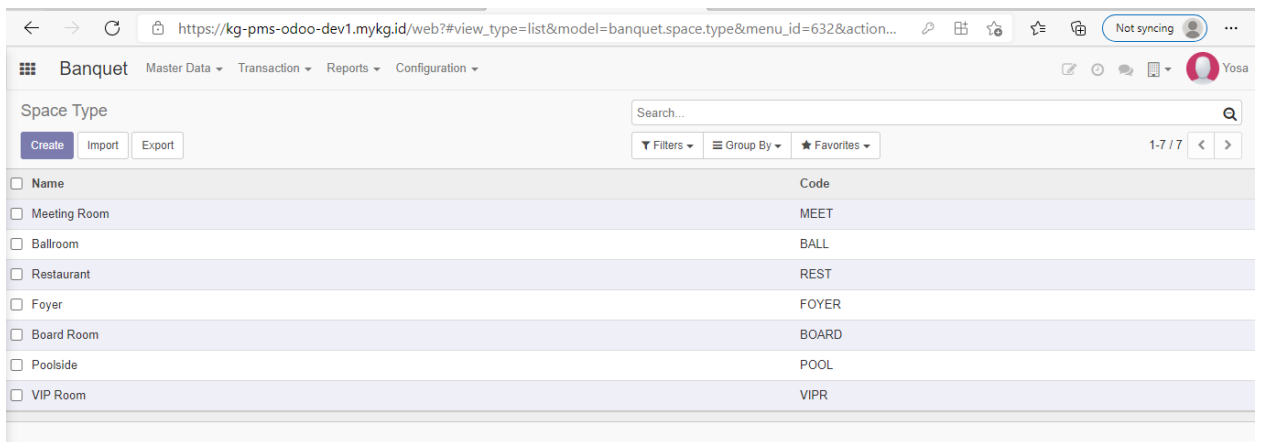 https://kg-pms-odoo-dev1.mykg.id/web?#view_type=list&model=banquet.space.type&menu_id=632&action... Not syncing
Banquet Master Data Transaction Reports Configuration Yosa
Space Type Search...
Create Import Export Filters Group By Favorites 1-7 / 7
Name Code
Meeting Room MEET
Ballroom BALL
Restaurant REST
Foyer FOYER
Board Room BOARD
Poolside POOL
VIP Room VIPR